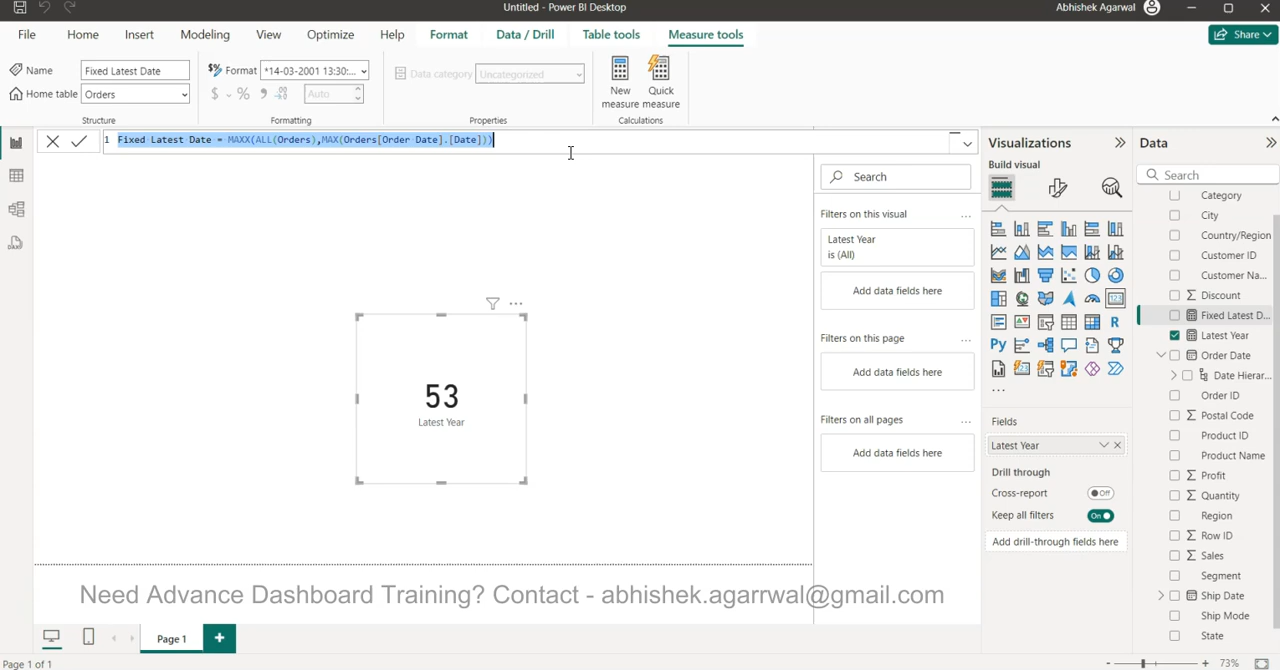 Untitled - Power BI Desktop
Abhishek Agarwal
File Home Insert Modeling View Optimize Help Format Data / Drill Table tools Measure tools
Share
Name Fixed Latest Date
Home table Orders
Structure
Format *14-03-2001 13:30:...
$ % Auto
Formatting
Data category Uncategorized
Properties
New measure
Quick measure
Calculations
1 Fixed Latest Date = MAXX(ALL(Orders),MAX(Orders[Order Date].[Date]))
53
Latest Year
Search
Filters on this visual ...
Latest Year
is (All)
Add data fields here
Filters on this page ...
Add data fields here
Filters on all pages ...
Add data fields here
Visualizations
Build visual
R
Py
...
Fields
Latest Year
Drill through
Cross-report Off
Keep all filters On
Add drill-through fields here
Data
Search
Category
City
Country/Region
Customer ID
Customer Na...
Discount
Fixed Latest D...
Latest Year
Order Date
Date Hierar...
Order ID
Postal Code
Product ID
Product Name
Profit
Quantity
Region
Row ID
Sales
Segment
Ship Date
Ship Mode
State
Need Advance Dashboard Training? Contact - abhishek.agarrwal@gmail.com
Page 1
Page 1 of 1
73%